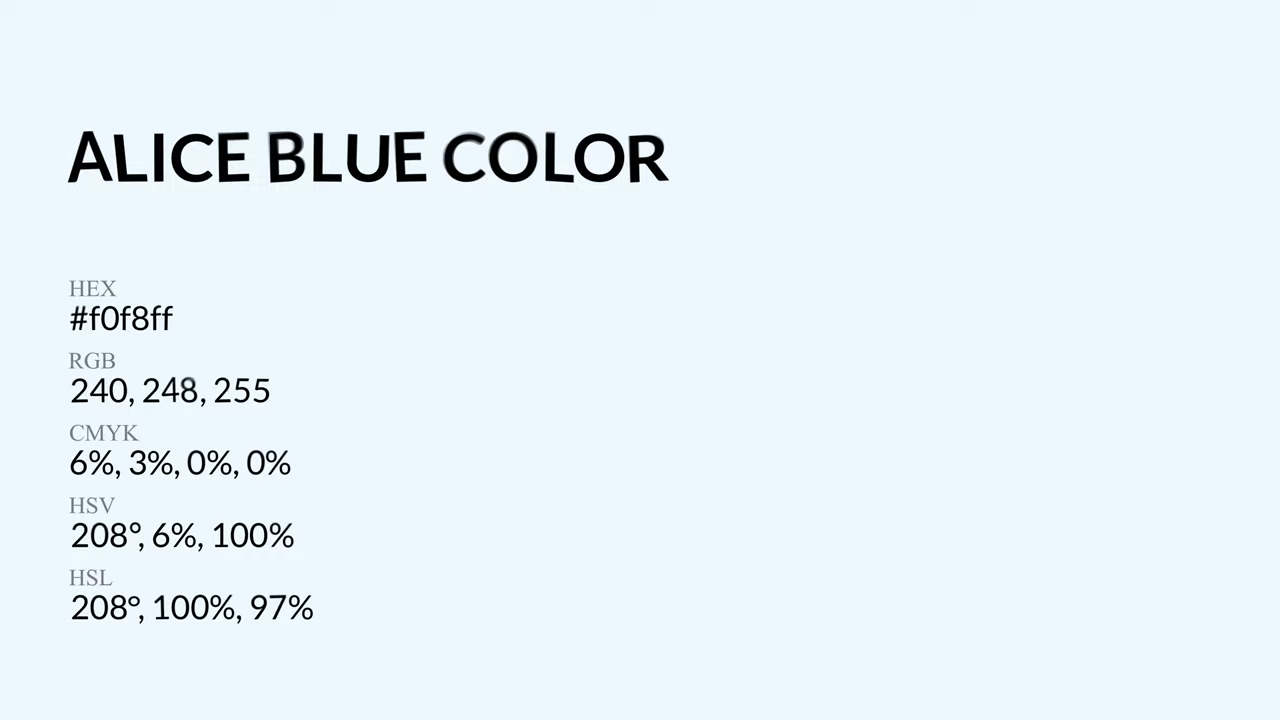 ALICE BLUE COLOR
HEX
#f0f8ff
RGB
240, 248, 255
CMYK
6%, 3%, 0%, 0%
HSV
208°, 6%, 100%
HSL
208°, 100%, 97%